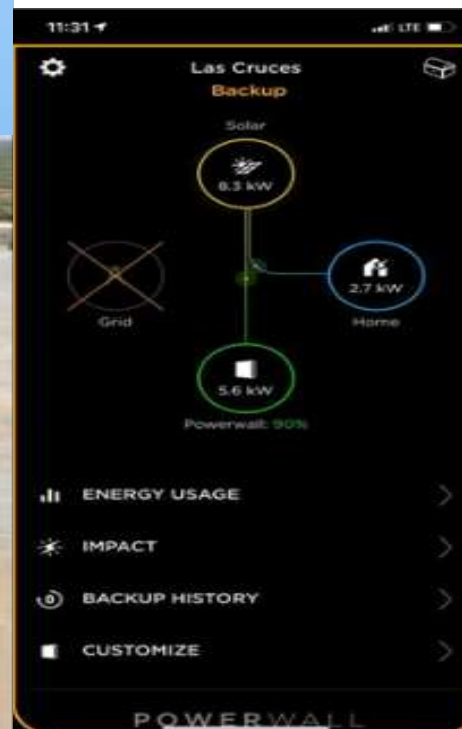 11:31
LTE
Las Cruces
Backup
Solar
8.3 kW
2.7 kW
Grid
Home
5.6 kW
Powerwall: 90%
ENERGY USAGE
IMPACT
BACKUP HISTORY
CUSTOMIZE
POWERWALL